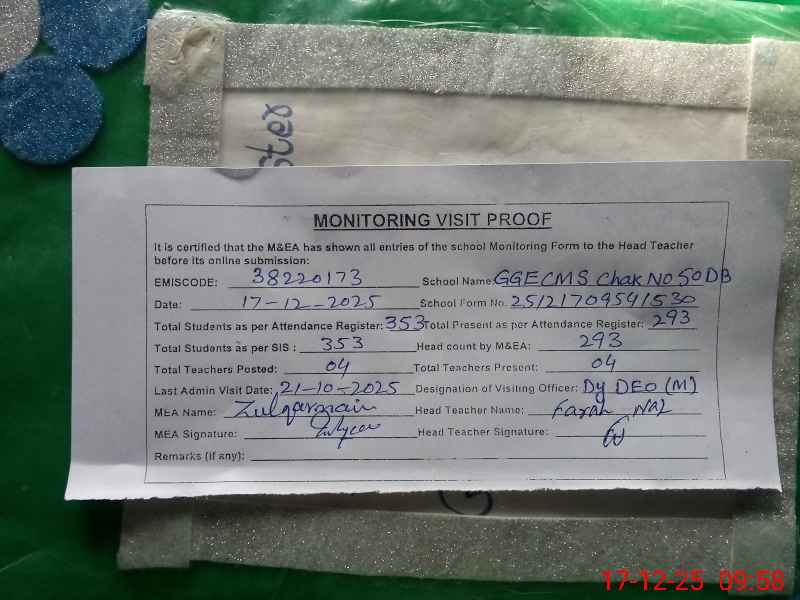 ster
MONITORING VISIT PROOF
It is certified that the M&EA has shown all entries of the school Monitoring Form to the Head Teacher
before its online submission:
EMISCODE: 38220173 School Name: GGECMS Chak NO 50DB
Date: 17-12-2025 School Form No. 25121709541530
Total Students as per Attendance Register: 353 Total Present as per Attendance Register: 293
Total Students as per SIS : 353 Head count by M&EA: 293
Total Teachers Posted: 04 Total Teachers Present: 04
Last Admin Visit Date: 21-10-2025 Designation of Visiting Officer: Dy DEO (M)
MEA Name: Zulqarnain Head Teacher Name: Farah Naz
MEA Signature: Head Teacher Signature:
Remarks (if any):
17-12-25 09:58